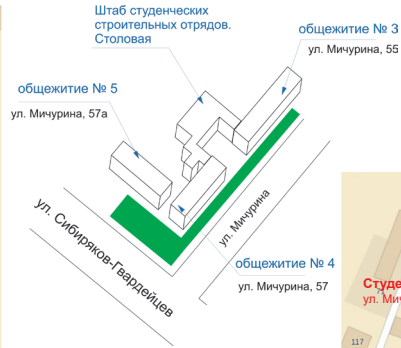 Штаб студенческих
строительных отрядов.
Столовая
общежитие № 3
ул. Мичурина, 55
общежитие № 5
ул. Мичурина, 57а
ул. Сибиряков-Гвардейцев
ул. Мичурина
общежитие № 4
ул. Мичурина, 57
117